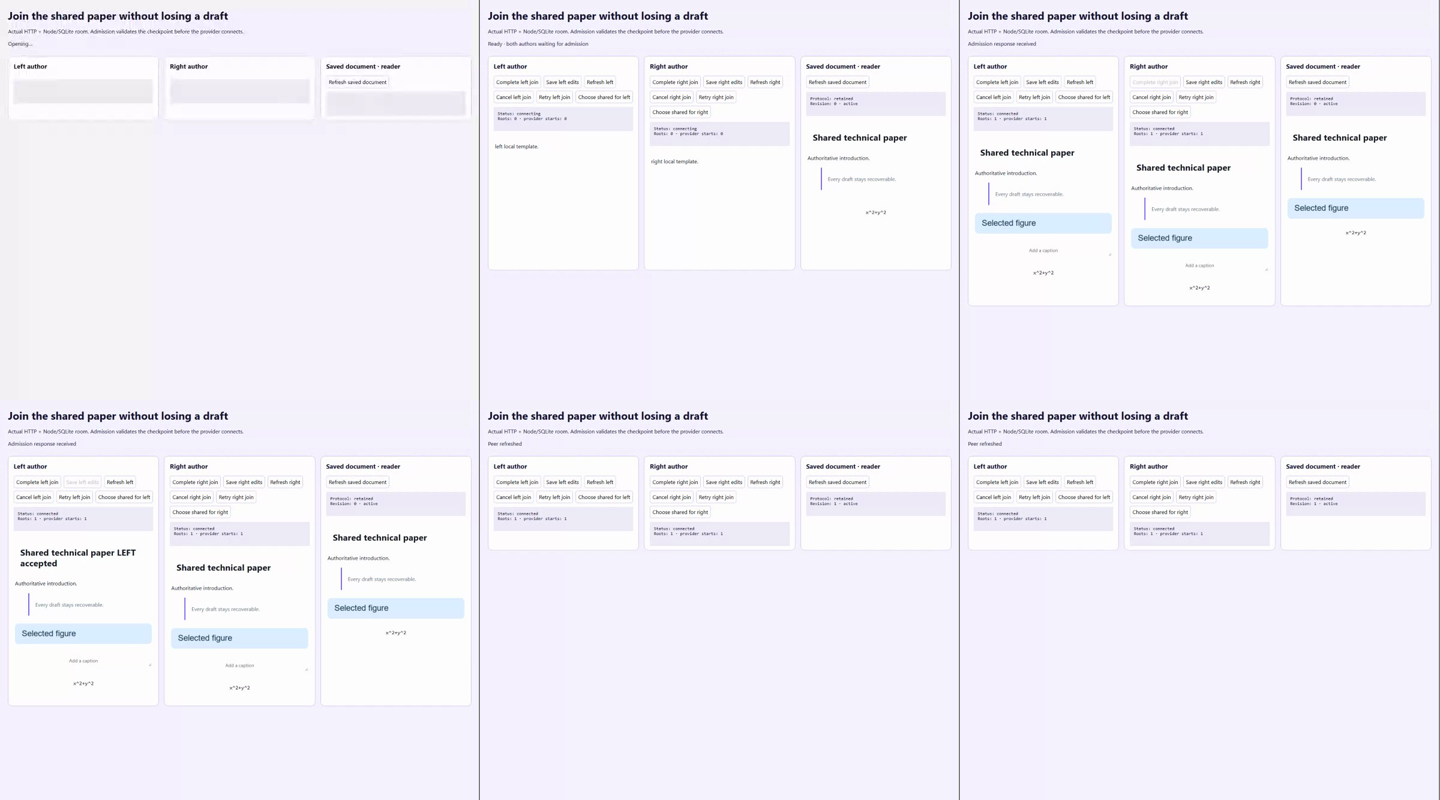 Join the shared paper without losing a draft
Actual HTTP + Node/SQLite room. Admission validates the checkpoint before the provider connects.
Opening...
Left author
Right author
Saved document · reader
Refresh saved document
Join the shared paper without losing a draft
Actual HTTP + Node/SQLite room. Admission validates the checkpoint before the provider connects.
Ready · both authors waiting for admission
Left author
Complete left join Save left edits Refresh left
Cancel left join Retry left join Choose shared for left
Status: connecting
Roots: 0 · provider starts: 0
left local template.
Right author
Complete right join Save right edits Refresh right
Cancel right join Retry right join
Choose shared for right
Status: connecting
Roots: 0 · provider starts: 0
right local template.
Saved document · reader
Refresh saved document
Protocol: retained
Revision: 0 · active
Shared technical paper
Authoritative introduction.
Every draft stays recoverable.
x^2+y^2
Join the shared paper without losing a draft
Actual HTTP + Node/SQLite room. Admission validates the checkpoint before the provider connects.
Admission response received
Left author
Complete left join Save left edits Refresh left
Cancel left join Retry left join Choose shared for left
Status: connected
Roots: 1 · provider starts: 1
Shared technical paper
Authoritative introduction.
Every draft stays recoverable.
Selected figure
Add a caption
x^2+y^2
Right author
Complete right join Save right edits Refresh right
Cancel right join Retry right join
Choose shared for right
Status: connected
Roots: 1 · provider starts: 1
Shared technical paper
Authoritative introduction.
Every draft stays recoverable.
Selected figure
Add a caption
x^2+y^2
Saved document · reader
Refresh saved document
Protocol: retained
Revision: 0 · active
Shared technical paper
Authoritative introduction.
Every draft stays recoverable.
Selected figure
x^2+y^2
Join the shared paper without losing a draft
Actual HTTP + Node/SQLite room. Admission validates the checkpoint before the provider connects.
Admission response received
Left author
Complete left join Save left edits Refresh left
Cancel left join Retry left join Choose shared for left
Status: connected
Roots: 1 · provider starts: 1
Shared technical paper LEFT
accepted
Authoritative introduction.
Every draft stays recoverable.
Selected figure
Add a caption
x^2+y^2
Right author
Complete right join Save right edits Refresh right
Cancel right join Retry right join
Choose shared for right
Status: connected
Roots: 1 · provider starts: 1
Shared technical paper
Authoritative introduction.
Every draft stays recoverable.
Selected figure
Add a caption
x^2+y^2
Saved document · reader
Refresh saved document
Protocol: retained
Revision: 0 · active
Shared technical paper
Authoritative introduction.
Every draft stays recoverable.
Selected figure
x^2+y^2
Join the shared paper without losing a draft
Actual HTTP + Node/SQLite room. Admission validates the checkpoint before the provider connects.
Peer refreshed
Left author
Complete left join Save left edits Refresh left
Cancel left join Retry left join Choose shared for left
Status: connected
Roots: 1 · provider starts: 1
Right author
Complete right join Save right edits Refresh right
Cancel right join Retry right join
Choose shared for right
Status: connected
Roots: 1 · provider starts: 1
Saved document · reader
Refresh saved document
Protocol: retained
Revision: 1 · active
Join the shared paper without losing a draft
Actual HTTP + Node/SQLite room. Admission validates the checkpoint before the provider connects.
Peer refreshed
Left author
Complete left join Save left edits Refresh left
Cancel left join Retry left join Choose shared for left
Status: connected
Roots: 1 · provider starts: 1
Right author
Complete right join Save right edits Refresh right
Cancel right join Retry right join
Choose shared for right
Status: connected
Roots: 1 · provider starts: 1
Saved document · reader
Refresh saved document
Protocol: retained
Revision: 1 · active